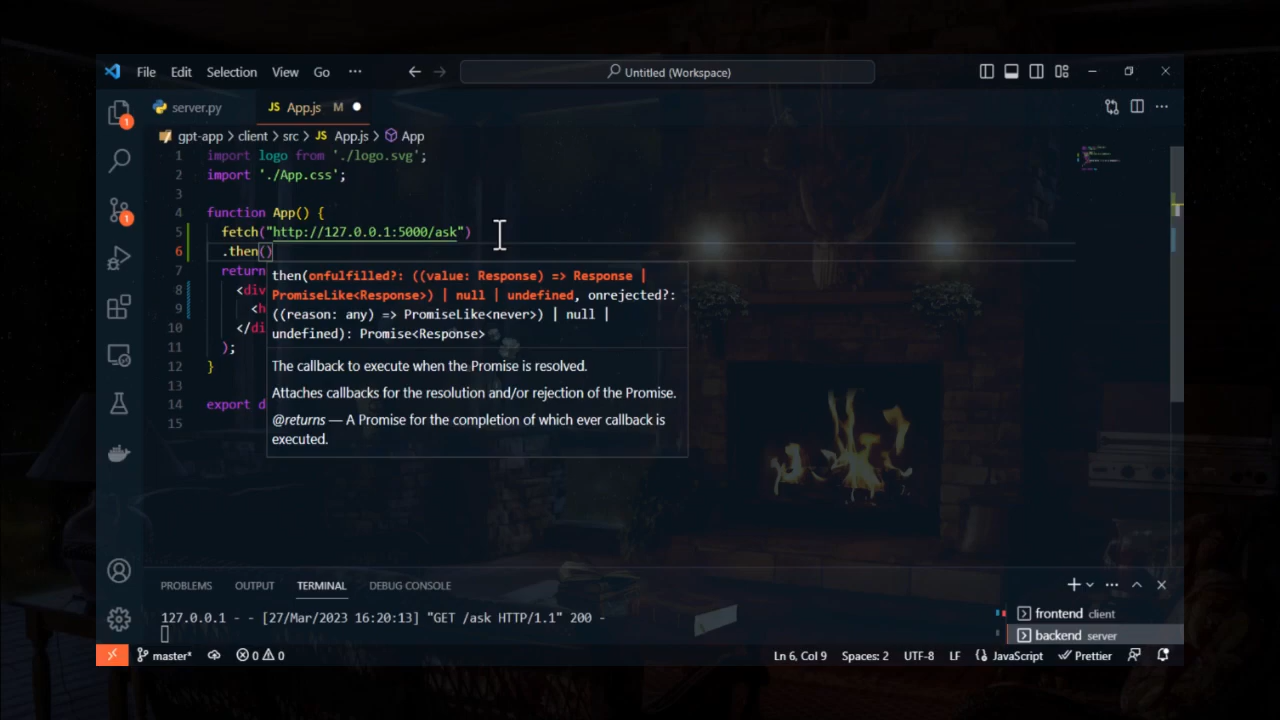 File Edit Selection View Go ··· Untitled (Workspace)
server.py JS App.js M
gpt-app > client > src > JS App.js > App
1 import logo from './logo.svg';
2 import './App.css';
3
4 function App() {
5 fetch("http://127.0.0.1:5000/ask")
6 .then()
7 return
8 <div
9 <h
10 </di
11 );
12 }
13
14 export d
15
then(onfulfilled?: ((value: Response) => Response |
PromiseLike<Response>) | null | undefined, onrejected?:
((reason: any) => PromiseLike<never>) | null |
undefined): Promise<Response>
The callback to execute when the Promise is resolved.
Attaches callbacks for the resolution and/or rejection of the Promise.
@returns — A Promise for the completion of which ever callback is
executed.
1
1
PROBLEMS OUTPUT TERMINAL DEBUG CONSOLE
127.0.0.1 - - [27/Mar/2023 16:20:13] "GET /ask HTTP/1.1" 200 -
frontend client
backend server
master* 0 0 Ln 6, Col 9 Spaces: 2 UTF-8 LF JavaScript Prettier